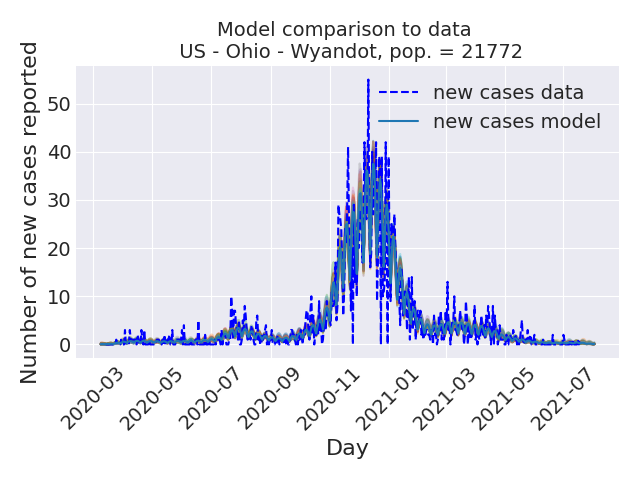 Model comparison to data
US - Ohio - Wyandot, pop. = 21772
Number of new cases reported
50
40
30
20
10
0
new cases data
new cases model
2020-03
2020-05
2020-07
2020-09
2020-11
2021-01
2021-03
2021-05
2021-07
Day